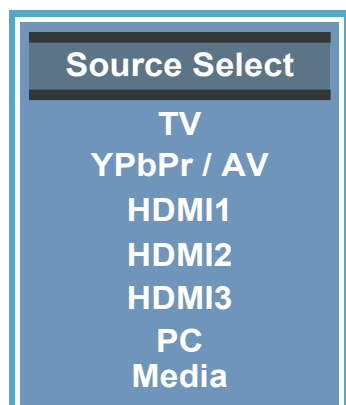 Source Select
TV
YPbPr / AV
HDMI1
HDMI2
HDMI3
PC
Media